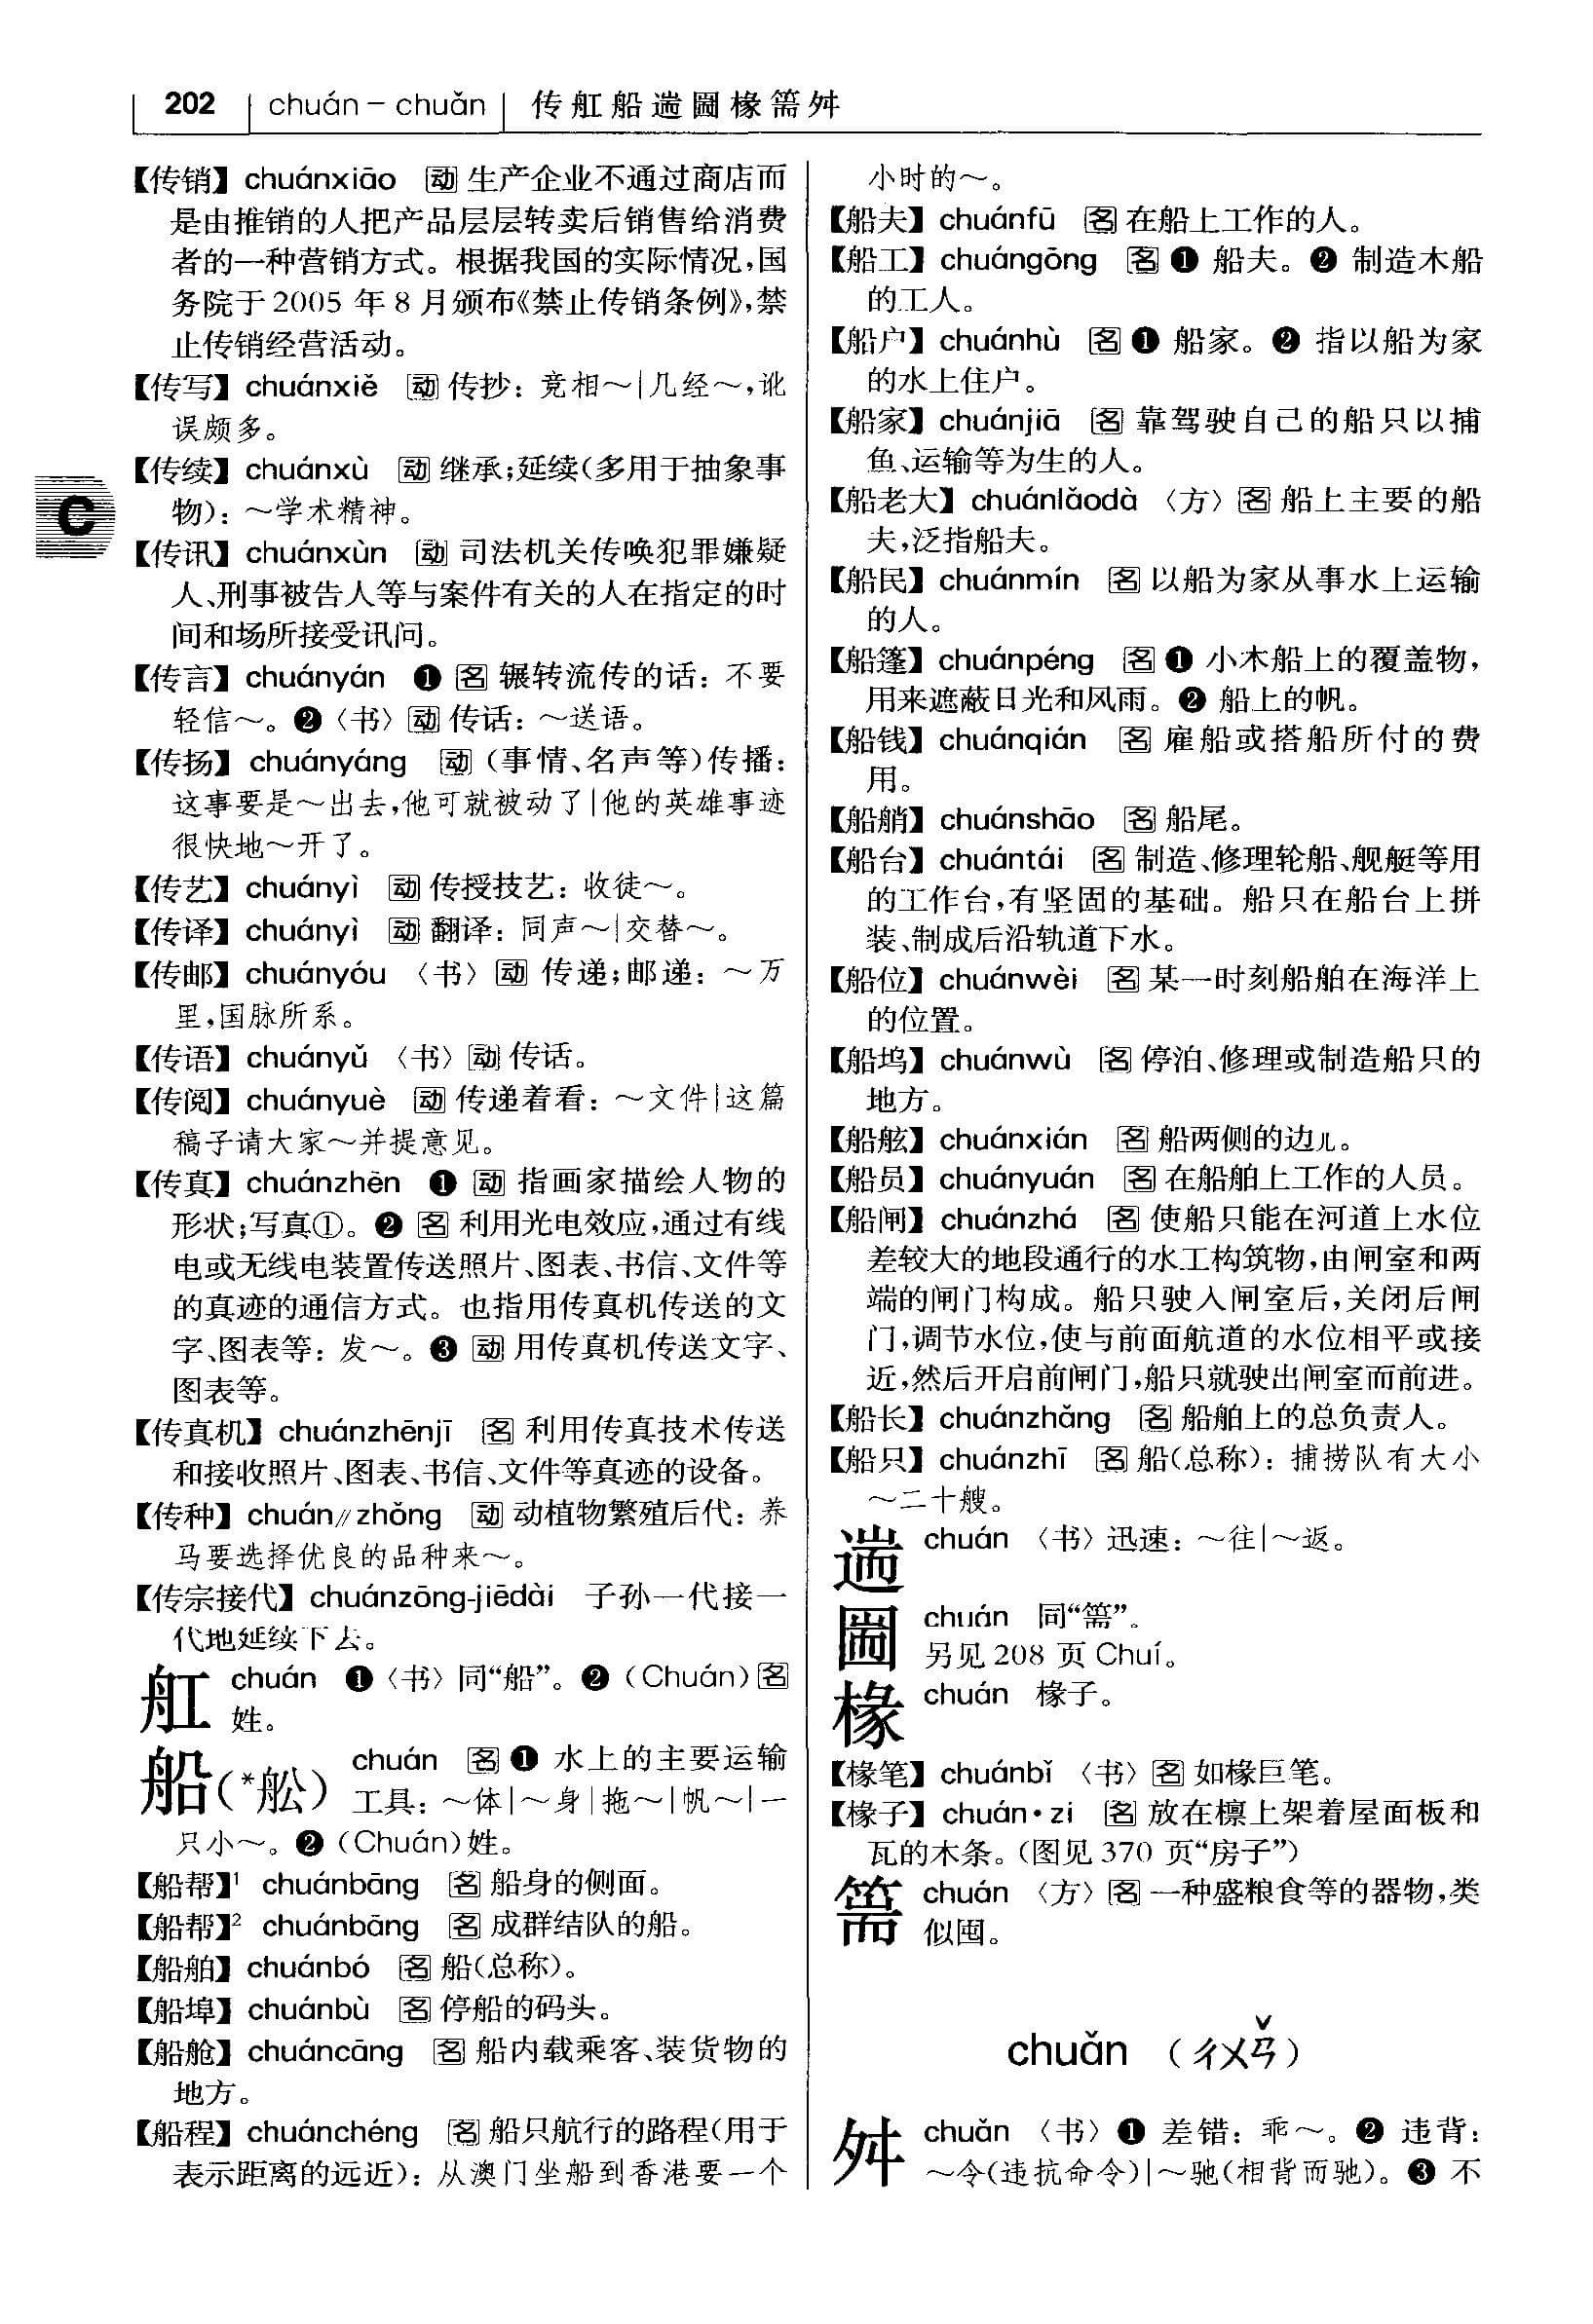 202 chuán－chuǎn 传舡船遄圌椽篅舛
【传销】 chuánxiāo 动 生产企业不通过商店而
是由推销的人把产品层层转卖后销售给消费
者的一种营销方式。根据我国的实际情况，国
务院于2005年8月颁布《禁止传销条例》，禁
止传销经营活动。
【传写】 chuánxiě 动 传抄：竞相～|几经～，讹
误颇多。
【传续】 chuánxù 动 继承；延续（多用于抽象事
物）：～学术精神。
C
【传讯】 chuánxùn 动 司法机关传唤犯罪嫌疑
人、刑事被告人等与案件有关的人在指定的时
间和场所接受讯问。
【传言】 chuányán ❶ 名 辗转流传的话：不要
轻信～。❷〈书〉动 传话：～送语。
【传扬】 chuányáng 动 （事情、名声等）传播：
这事要是～出去，他可就被动了|他的英雄事迹
很快地～开了。
【传艺】 chuányì 动 传授技艺：收徒～。
【传译】 chuányì 动 翻译：同声～|交替～。
【传邮】 chuányóu 〈书〉动 传递；邮递：～万
里，国脉所系。
【传语】 chuányǔ 〈书〉动 传话。
【传阅】 chuányuè 动 传递着看：～文件|这篇
稿子请大家～并提意见。
【传真】 chuánzhēn ❶ 动 指画家描绘人物的
形状；写真①。❷ 名 利用光电效应，通过有线
电或无线电装置传送照片、图表、书信、文件等
的真迹的通信方式。也指用传真机传送的文
字、图表等：发～。❸ 动 用传真机传送文字、
图表等。
【传真机】 chuánzhēnjī 名 利用传真技术传送
和接收照片、图表、书信、文件等真迹的设备。
【传种】 chuán∥zhǒng 动 动植物繁殖后代：养
马要选择优良的品种来～。
【传宗接代】 chuánzōng-jiēdài 子孙一代接一
代地延续下去。
舡 chuán ❶〈书〉同“船”。❷（Chuán）名
姓。
船（*舩） chuán 名 ❶ 水上的主要运输
工具：～体|～身|拖～|帆～|一
只小～。❷（Chuán）姓。
【船帮】¹ chuánbāng 名 船身的侧面。
【船帮】² chuánbāng 名 成群结队的船。
【船舶】 chuánbó 名 船（总称）。
【船埠】 chuánbù 名 停船的码头。
【船舱】 chuáncāng 名 船内载乘客、装货物的
地方。
【船程】 chuánchéng 名 船只航行的路程（用于
表示距离的远近）：从澳门坐船到香港要一个
小时的～。
【船夫】 chuánfū 名 在船上工作的人。
【船工】 chuángōng 名 ❶ 船夫。❷ 制造木船
的工人。
【船户】 chuánhù 名 ❶ 船家。❷ 指以船为家
的水上住户。
【船家】 chuánjiā 名 靠驾驶自己的船只以捕
鱼、运输等为生的人。
【船老大】 chuánlǎodà 〈方〉名 船上主要的船
夫，泛指船夫。
【船民】 chuánmín 名 以船为家从事水上运输
的人。
【船篷】 chuánpéng 名 ❶ 小木船上的覆盖物，
用来遮蔽日光和风雨。❷ 船上的帆。
【船钱】 chuánqián 名 雇船或搭船所付的费
用。
【船艄】 chuánshāo 名 船尾。
【船台】 chuántái 名 制造、修理轮船、舰艇等用
的工作台，有坚固的基础。船只在船台上拼
装、制成后沿轨道下水。
【船位】 chuánwèi 名 某一时刻船舶在海洋上
的位置。
【船坞】 chuánwù 名 停泊、修理或制造船只的
地方。
【船舷】 chuánxián 名 船两侧的边儿。
【船员】 chuányuán 名 在船舶上工作的人员。
【船闸】 chuánzhá 名 使船只能在河道上水位
差较大的地段通行的水工构筑物，由闸室和两
端的闸门构成。船只驶入闸室后，关闭后闸
门，调节水位，使与前面航道的水位相平或接
近，然后开启前闸门，船只就驶出闸室而前进。
【船长】 chuánzhǎng 名 船舶上的总负责人。
【船只】 chuánzhī 名 船（总称）：捕捞队有大小
～二十艘。
遄 chuán 〈书〉迅速：～往|～返。
圌 chuán 同“篅”。
另见208页Chuí。
椽 chuán 椽子。
【椽笔】 chuánbǐ 〈书〉名 如椽巨笔。
【椽子】 chuán·zi 名 放在檩上架着屋面板和
瓦的木条。（图见370页“房子”）
篅 chuán 〈方〉名 一种盛粮食等的器物，类
似囤。
chuǎn （ㄔㄨㄢˇ）
舛 chuǎn 〈书〉❶ 差错：乖～。❷ 违背：
～令（违抗命令）|～驰（相背而驰）。❸ 不